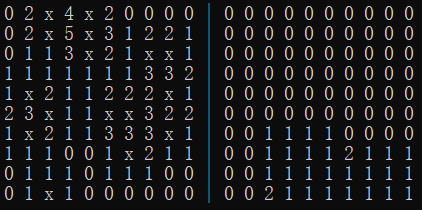 0 2 x 4 x 2 0 0 0 0 | 0 0 0 0 0 0 0 0 0 0
0 2 x 5 x 3 1 2 2 1 | 0 0 0 0 0 0 0 0 0 0
0 1 1 3 x 2 1 x x 1 | 0 0 0 0 0 0 0 0 0 0
1 1 1 1 1 1 1 3 3 2 | 0 0 0 0 0 0 0 0 0 0
1 x 2 1 1 2 2 2 x 1 | 0 0 0 0 0 0 0 0 0 0
2 3 x 1 1 x x 3 2 2 | 0 0 0 0 0 0 0 0 0 0
1 x 2 1 1 3 3 3 x 1 | 0 0 1 1 1 1 0 0 0 0
1 1 1 0 0 1 x 2 1 1 | 0 0 1 1 1 1 2 1 1 1
0 1 1 1 0 1 1 1 0 0 | 0 0 1 1 1 1 1 1 1 1
0 1 x 1 0 0 0 0 0 0 | 0 0 2 1 1 1 1 1 1 1